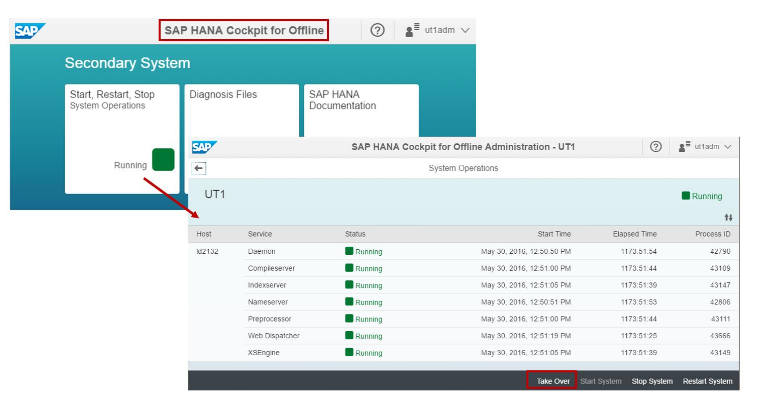 SAP SAP HANA Cockpit for Offline ? ut1adm
Secondary System
Start, Restart, Stop
System Operations
Running
Diagnosis Files
SAP HANA
Documentation
SAP SAP HANA Cockpit for Offline Administration - UT1 ? ut1adm
System Operations
UT1 Running
Host Service Status Start Time Elapsed Time Process ID
ld2132 Daemon Running May 30, 2016, 12:50:50 PM 1173:51:54 42790
Compileserver Running May 30, 2016, 12:51:00 PM 1173:51:44 43109
Indexserver Running May 30, 2016, 12:51:05 PM 1173:51:39 43147
Nameserver Running May 30, 2016, 12:50:51 PM 1173:51:53 42806
Preprocessor Running May 30, 2016, 12:51:00 PM 1173:51:44 43111
Web Dispatcher Running May 30, 2016, 12:51:19 PM 1173:51:25 43666
XSEngine Running May 30, 2016, 12:51:05 PM 1173:51:39 43149
Take Over Start System Stop System Restart System